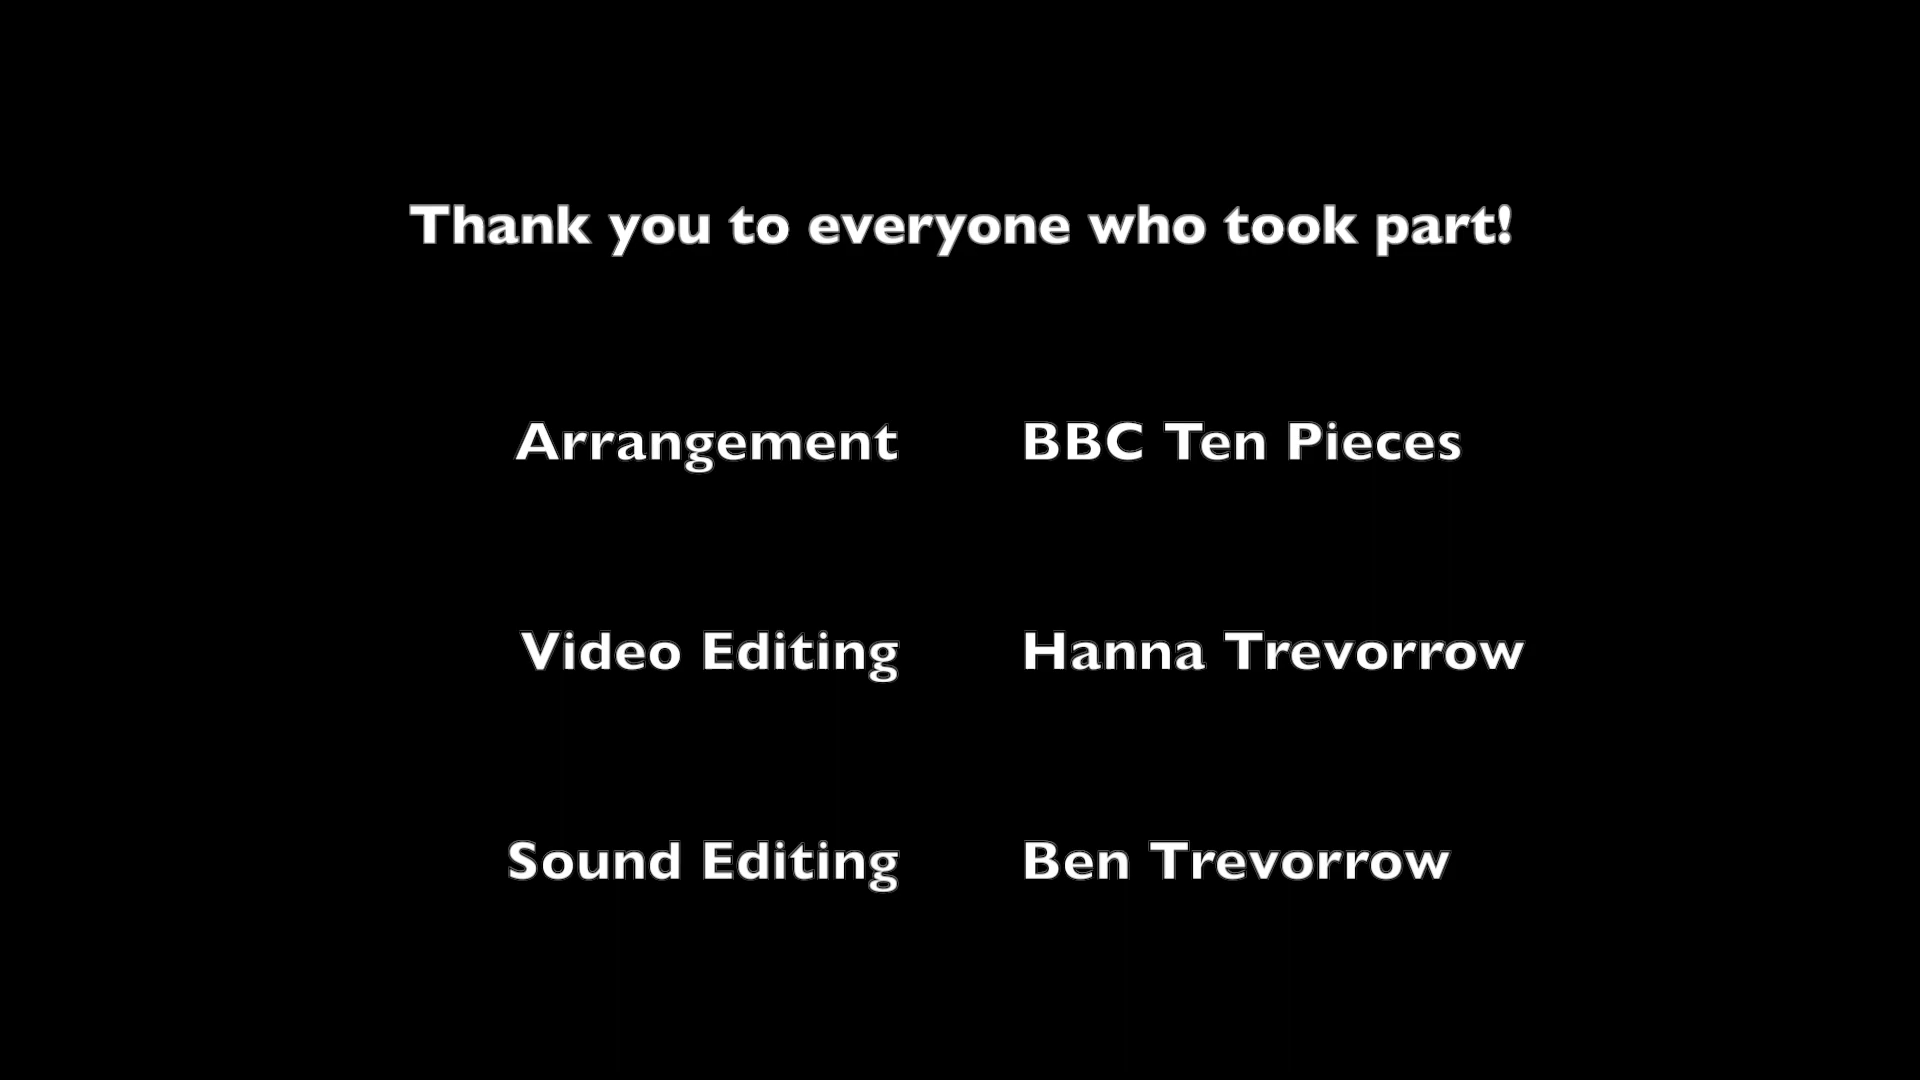 Thank you to everyone who took part!
Arrangement BBC Ten Pieces
Video Editing Hanna Trevorrow
Sound Editing Ben Trevorrow